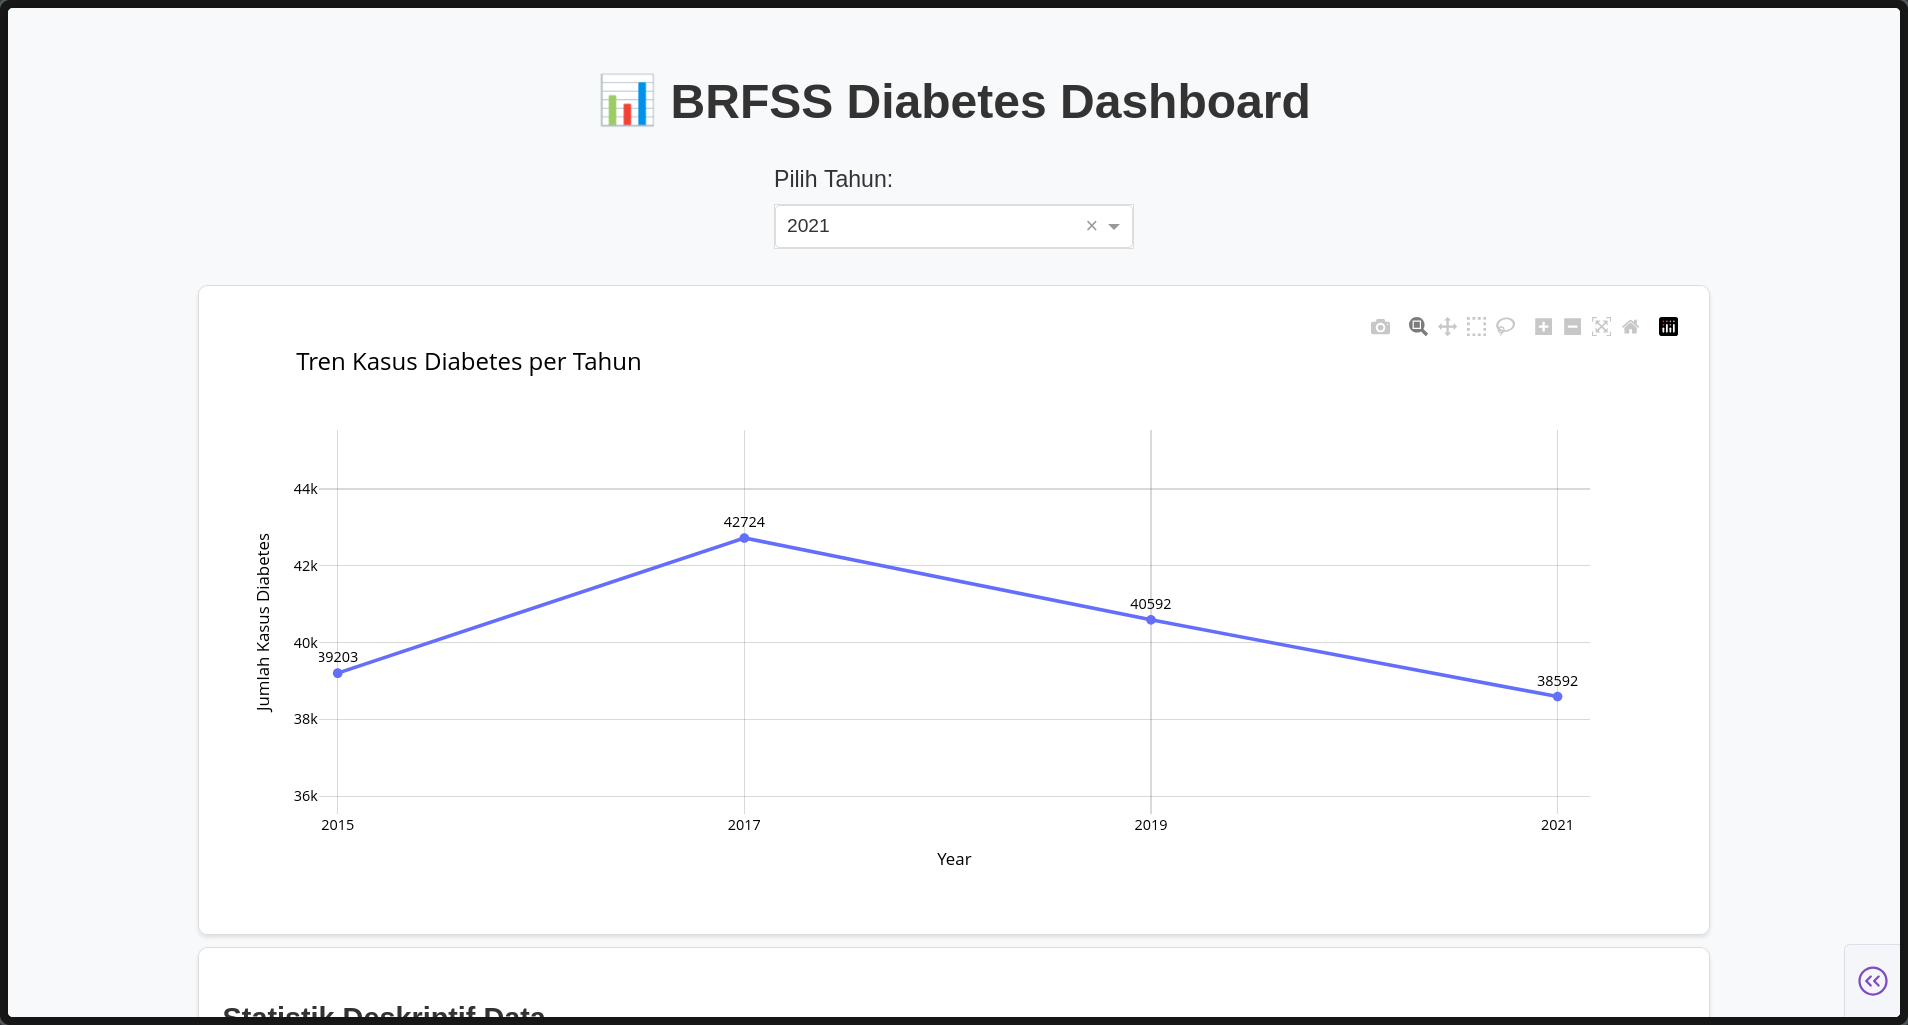 BRFSS Diabetes Dashboard
Pilih Tahun:
2021
Tren Kasus Diabetes per Tahun
Jumlah Kasus Diabetes
44k
42k
40k
38k
36k
39203
42724
40592
38592
2015 2017 2019 2021
Year
Statistik Deskriptif Data